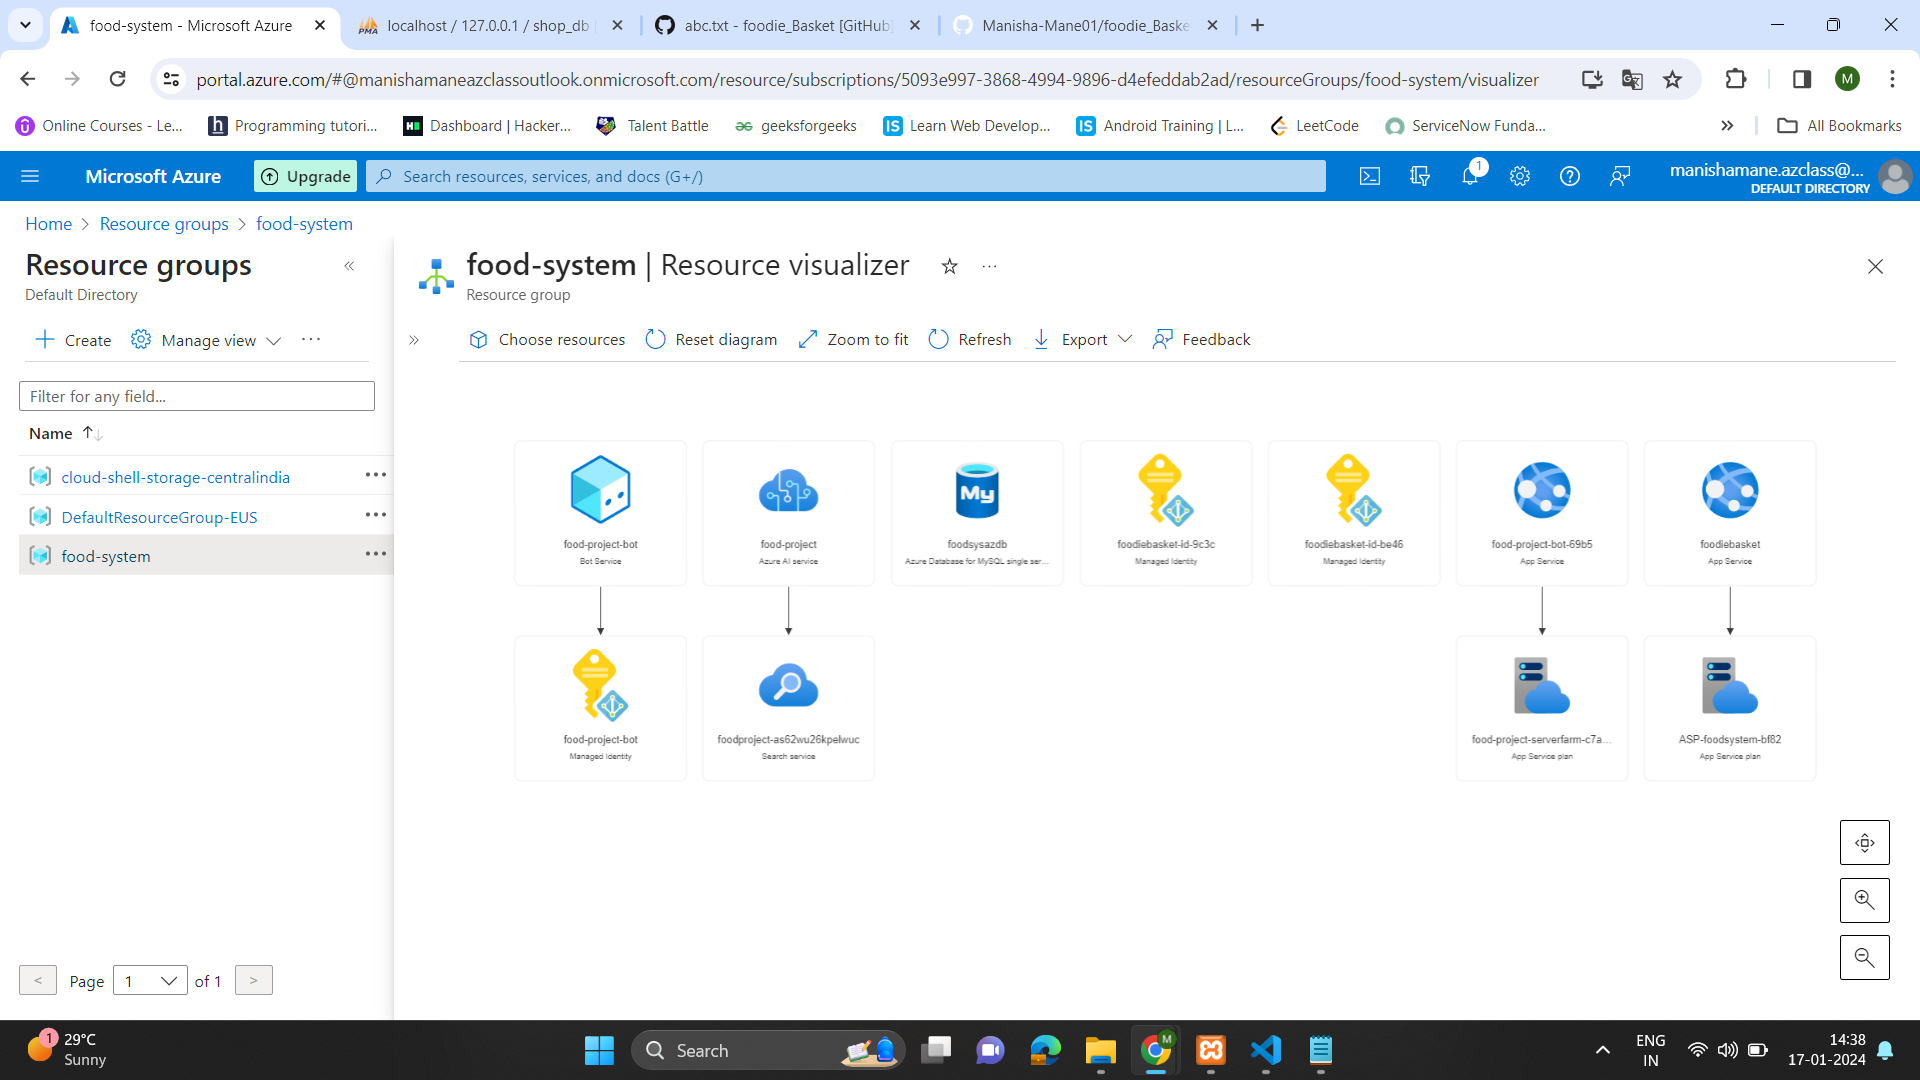 food-system - Microsoft Azure
localhost / 127.0.0.1 / shop_db
abc.txt - foodie_Basket [GitHub]
Manisha-Mane01/foodie_Baske
portal.azure.com/#@manishamaneazclassoutlook.onmicrosoft.com/resource/subscriptions/5093e997-3868-4994-9896-d4efeddab2ad/resourceGroups/food-system/visualizer
M
Online Courses - Le...
Programming tutori...
Dashboard | Hacker...
Talent Battle
geeksforgeeks
Learn Web Develop...
Android Training | L...
LeetCode
ServiceNow Funda...
All Bookmarks
Microsoft Azure
Upgrade
Search resources, services, and docs (G+/)
1
manishamane.azclass@...
DEFAULT DIRECTORY
Home > Resource groups > food-system
Resource groups
Default Directory
Create
Manage view
Filter for any field...
Name
cloud-shell-storage-centralindia
DefaultResourceGroup-EUS
food-system
< Page 1 of 1 >
food-system | Resource visualizer
Resource group
Choose resources
Reset diagram
Zoom to fit
Refresh
Export
Feedback
food-project-bot
Bot Service
food-project
Azure AI service
My
foodsysazdb
Azure Database for MySQL single ser...
foodiebasket-id-9c3c
Managed Identity
foodiebasket-id-be46
Managed Identity
food-project-bot-69b5
App Service
foodiebasket
App Service
food-project-bot
Managed Identity
foodproject-as62wu26kpelwuc
Search service
food-project-serverfarm-c7a...
App Service plan
ASP-foodsystem-bf82
App Service plan
1
29°C
Sunny
Search
M
ENG
IN
14:38
17-01-2024